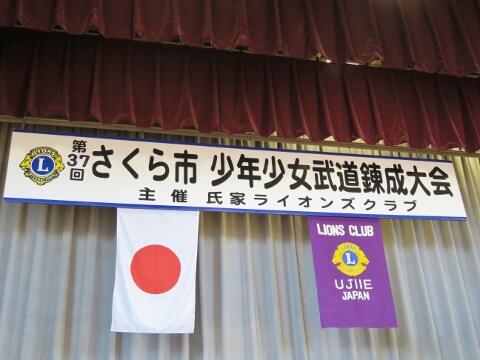 第37回 さくら市 少年少女武道錬成大会
主催 氏家ライオンズクラブ
LIONS CLUB
L
UJIIE
JAPAN